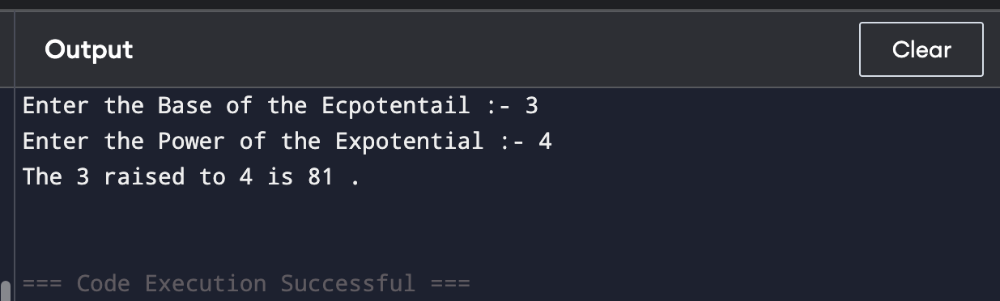 Output
Clear
Enter the Base of the Ecpotentail :- 3
Enter the Power of the Expotential :- 4
The 3 raised to 4 is 81 .
=== Code Execution Successful ===